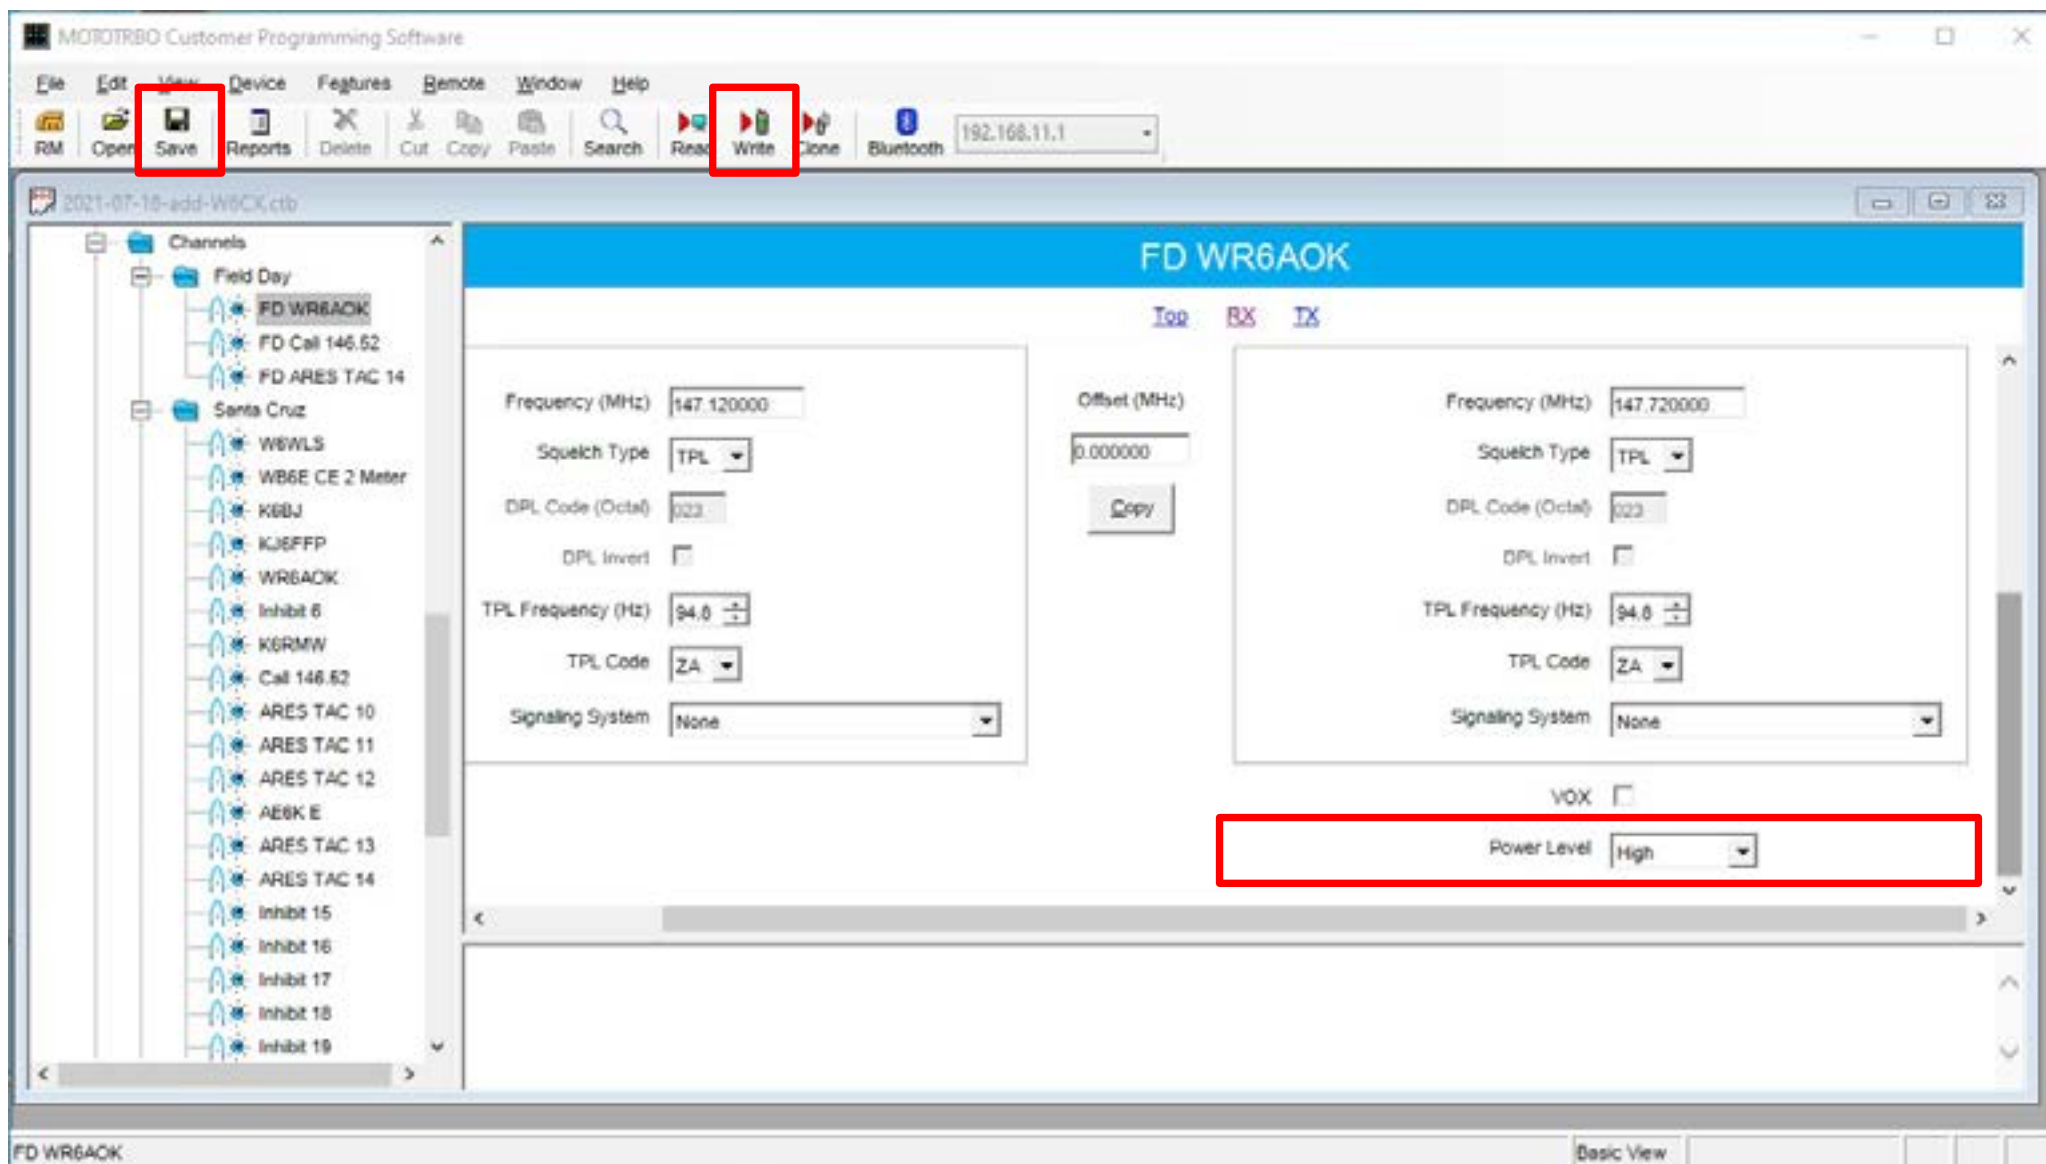 MOTOTRBO Customer Programming Software
File Edit View Device Features Remote Window Help
RM Open Save Reports Delete Cut Copy Paste Search Read Write Clone Bluetooth 192.168.11.1
2021-07-18-add-W6CX.ctb
Channels
Field Day
FD WR6AOK
FD Call 146.52
FD ARES TAC 14
Santa Cruz
W6WLS
WB6E CE 2 Meter
K6BJ
KJ6FFP
WR6AOK
Inhibit 6
K6RMW
Call 146.52
ARES TAC 10
ARES TAC 11
ARES TAC 12
AE6K E
ARES TAC 13
ARES TAC 14
Inhibit 15
Inhibit 16
Inhibit 17
Inhibit 18
Inhibit 19
FD WR6AOK
Top RX TX
Frequency (MHz) 147.120000
Squelch Type TPL
DPL Code (Octal) 023
DPL Invert
TPL Frequency (Hz) 94.8
TPL Code ZA
Signaling System None
Offset (MHz)
0.000000
Copy
Frequency (MHz) 147.720000
Squelch Type TPL
DPL Code (Octal) 023
DPL Invert
TPL Frequency (Hz) 94.8
TPL Code ZA
Signaling System None
VOX
Power Level High
FD WR6AOK
Basic View